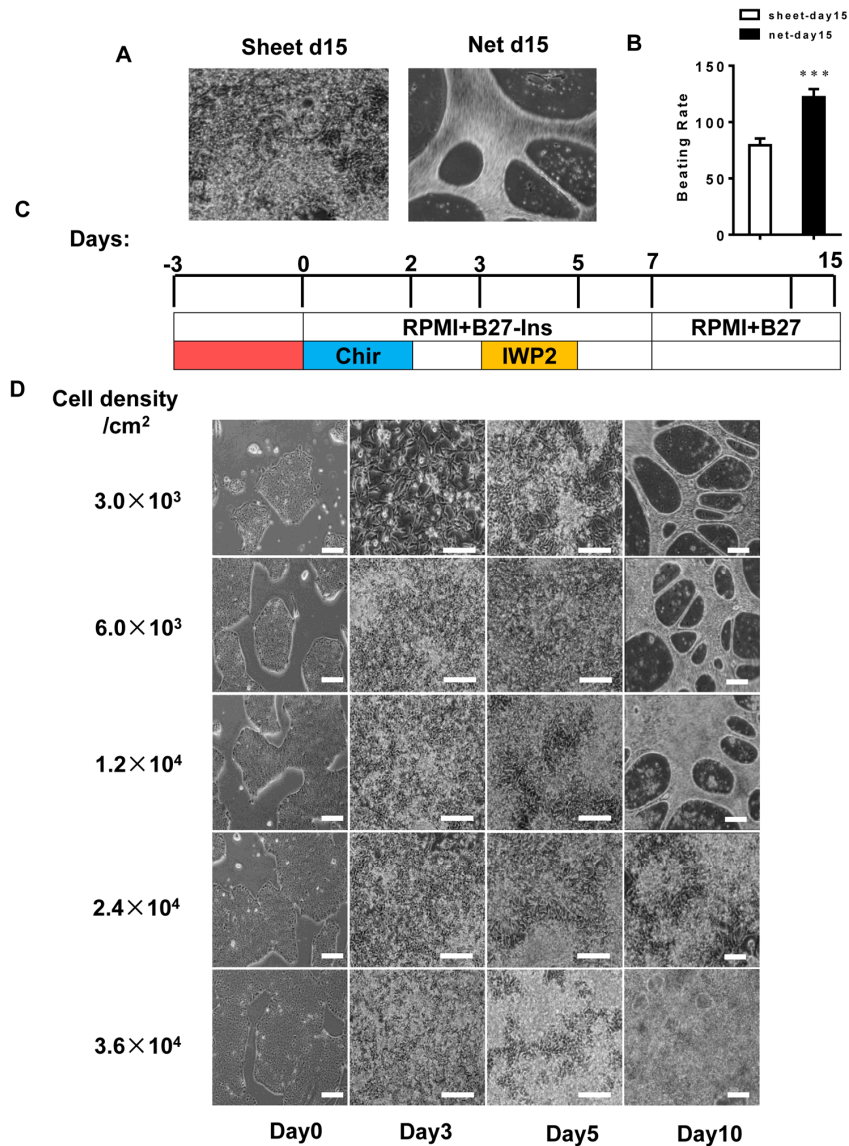 A
Sheet d15
Net d15
B
sheet-day15
net-day15
150
***
100
50
0
Beating Rate
C
Days:
-3 0 2 3 5 7 15
RPMI+B27-Ins RPMI+B27
Chir IWP2
D
Cell density
/cm²
3.0×10³
6.0×10³
1.2×10⁴
2.4×10⁴
3.6×10⁴
Day0 Day3 Day5 Day10